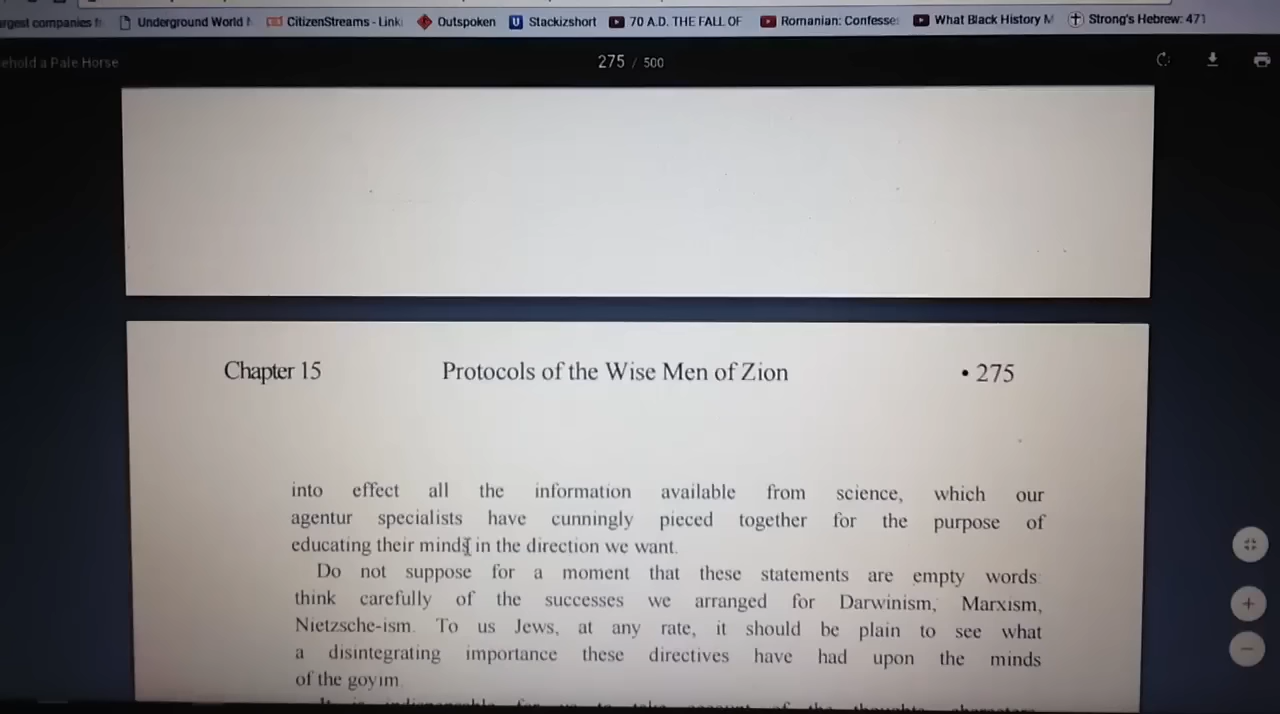 argest companies
Underground World
CitizenStreams - Link
Outspoken
Stackizshort
70 A.D. THE FALL OF
Romanian: Confesse
What Black History M
Strong's Hebrew: 471
ehold a Pale Horse
275 / 500
Chapter 15 Protocols of the Wise Men of Zion • 275
into effect all the information available from science, which our
agentur specialists have cunningly pieced together for the purpose of
educating their minds in the direction we want.
Do not suppose for a moment that these statements are empty words:
think carefully of the successes we arranged for Darwinism, Marxism,
Nietzsche-ism. To us Jews, at any rate, it should be plain to see what
a disintegrating importance these directives have had upon the minds
of the goyim.